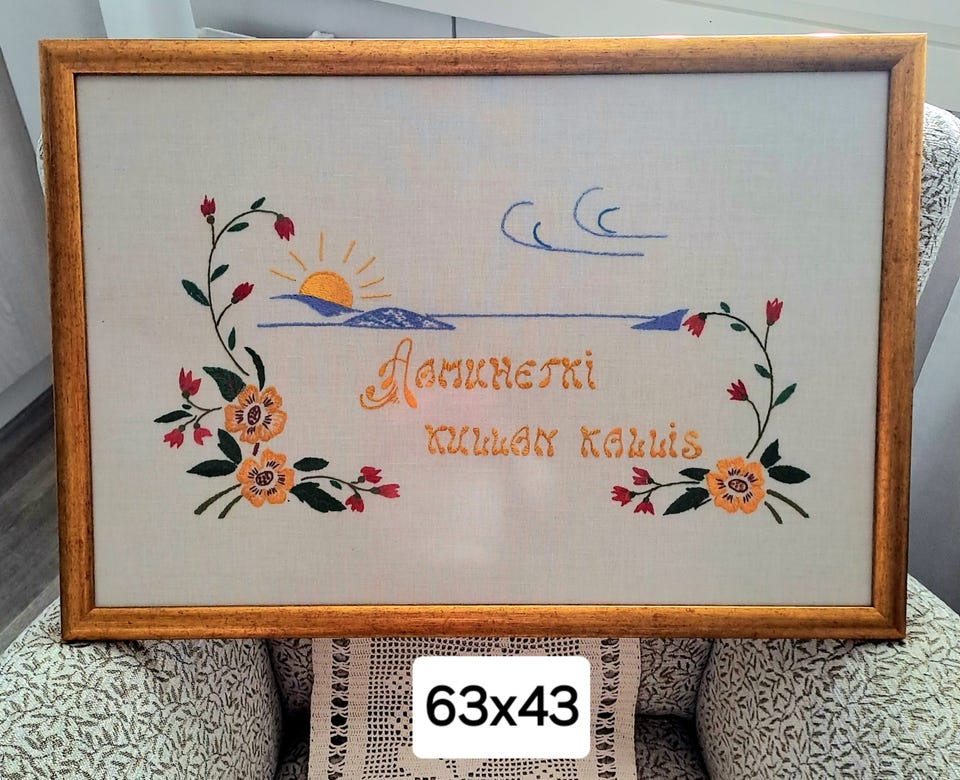 Aamuhetki
kullan kallis
63x43